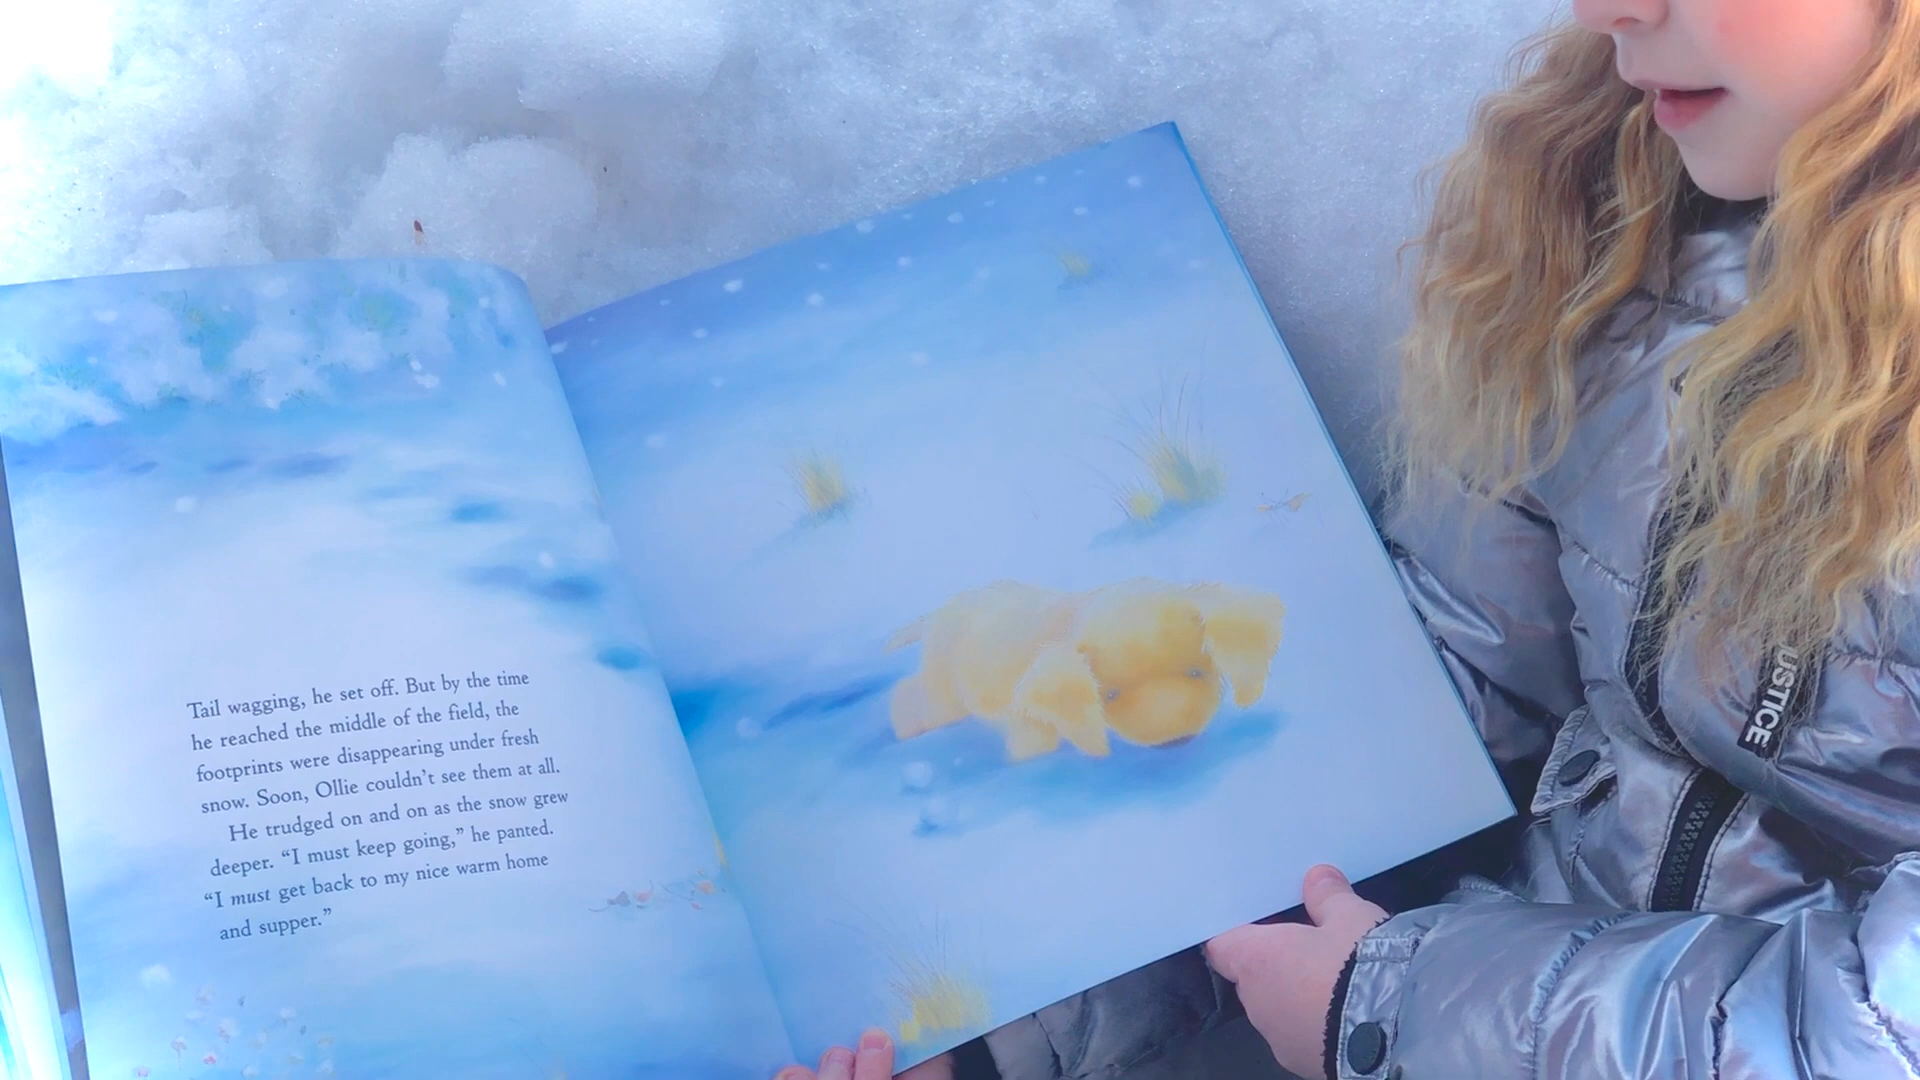 Tail wagging, he set off. But by the time
he reached the middle of the field, the
footprints were disappearing under fresh
snow. Soon, Ollie couldn’t see them at all.
He trudged on and on as the snow grew
deeper. “I must keep going,” he panted.
“I must get back to my nice warm home
and supper.”
JUSTICE